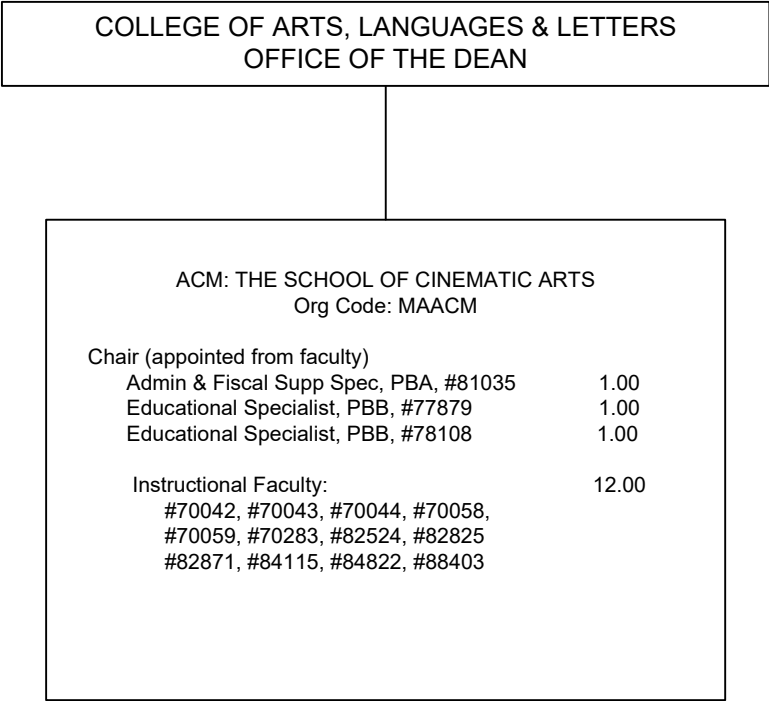 COLLEGE OF ARTS, LANGUAGES & LETTERS
OFFICE OF THE DEAN
ACM: THE SCHOOL OF CINEMATIC ARTS
Org Code: MAACM
Chair (appointed from faculty)
Admin & Fiscal Supp Spec, PBA, #81035 1.00
Educational Specialist, PBB, #77879 1.00
Educational Specialist, PBB, #78108 1.00
Instructional Faculty: 12.00
#70042, #70043, #70044, #70058,
#70059, #70283, #82524, #82825
#82871, #84115, #84822, #88403